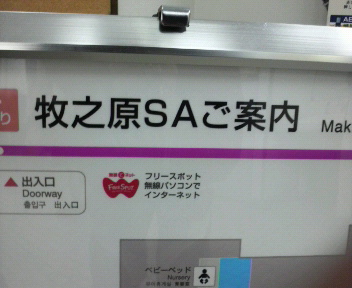 り
牧之原SAご案内
Mak
出入口
Doorway
출입구 出入口
フリースポット
無線パソコンで
インターネット
FREESPOT
ベビーベッド
Nursery